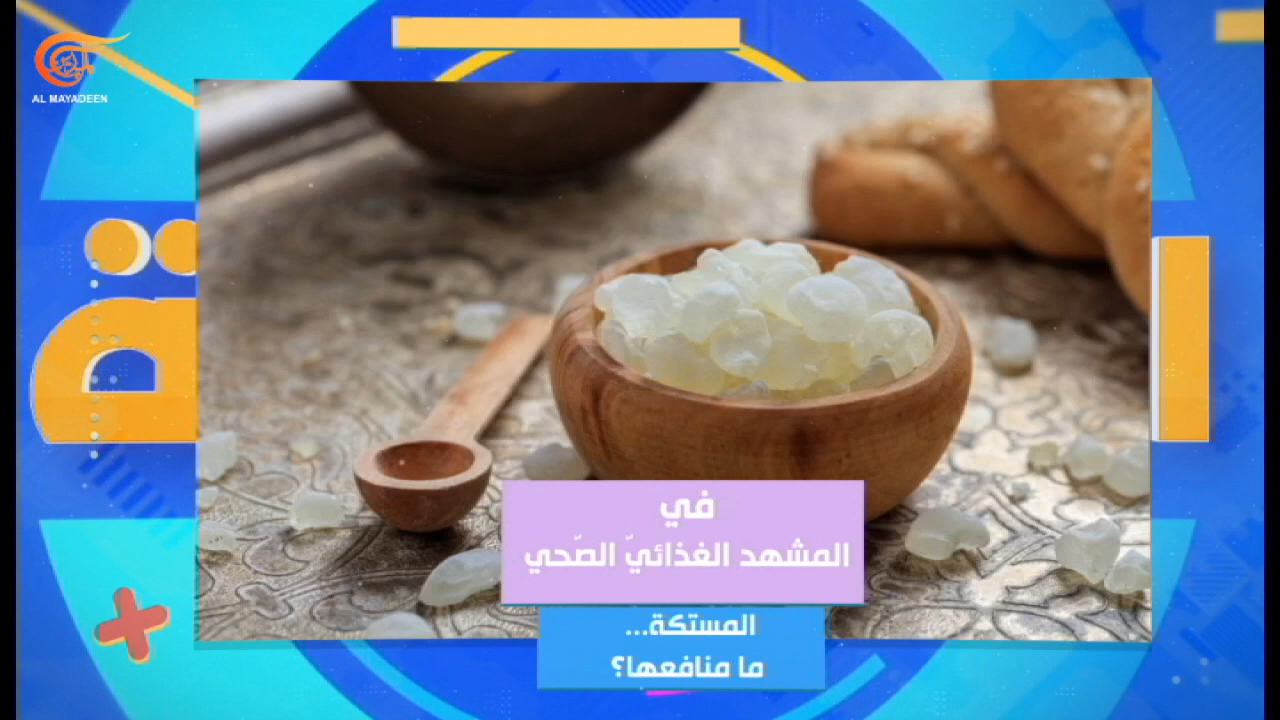 AL MAYADEEN
في
المشهد الغذائيّ الصّحي
المستكة...
ما منافعها؟